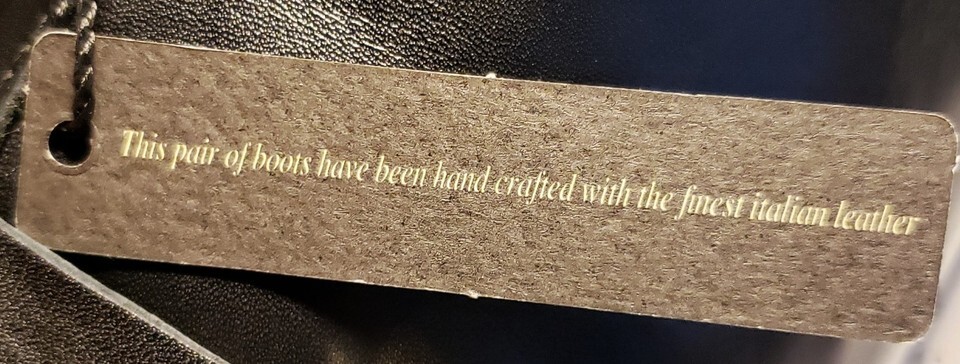 This pair of boots have been hand crafted with the finest italian leather